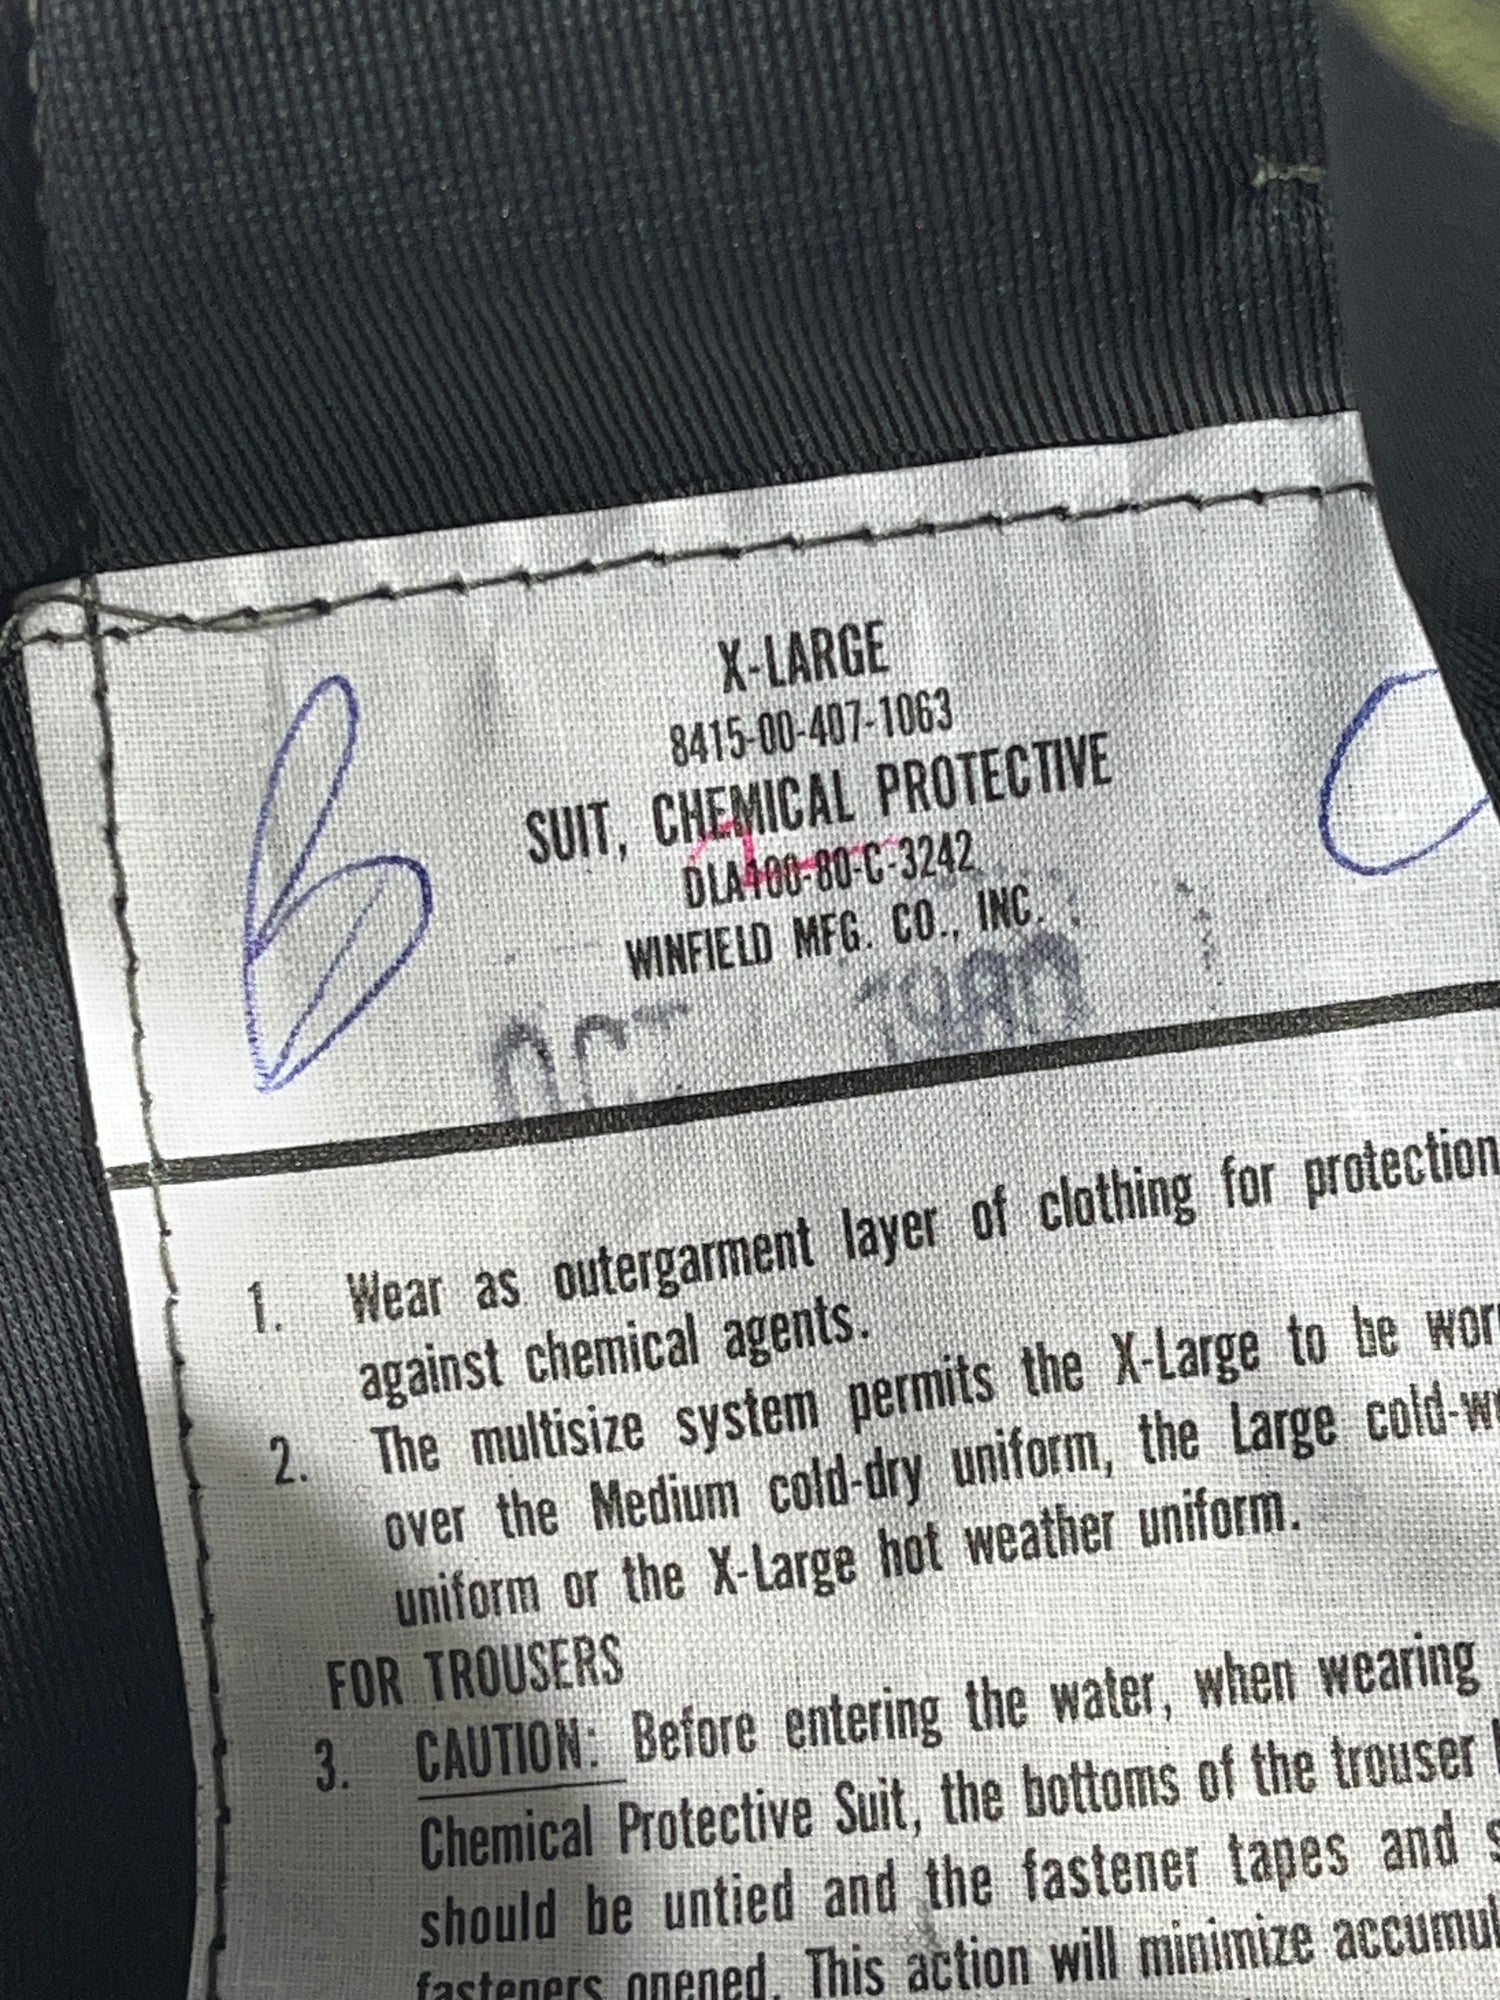 X-LARGE
8415-00-407-1063
SUIT, CHEMICAL PROTECTIVE
DLA100-80-C-3242
WINFIELD MFG. CO., INC.
OCT 1980
B
C
1. Wear as outergarment layer of clothing for protection
against chemical agents.
2. The multisize system permits the X-Large to be wor
over the Medium cold-dry uniform, the Large cold-w
uniform or the X-Large hot weather uniform.
FOR TROUSERS
3. CAUTION: Before entering the water, when wearing
Chemical Protective Suit, the bottoms of the trouser
should be untied and the fastener tapes and s
fasteners opened. This action will minimize accumul